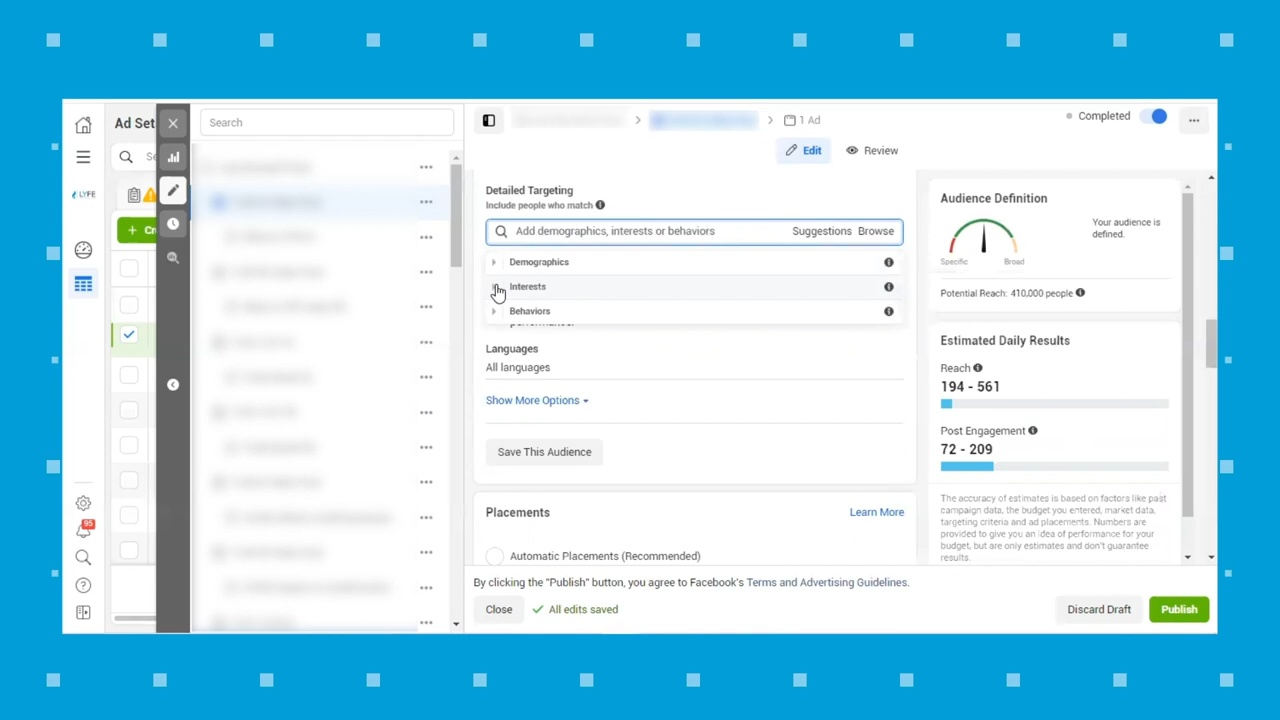 Ad Set
Search
1 Ad
Completed
Edit
Review
LYFE
Detailed Targeting
Include people who match
Add demographics, interests or behaviors
Suggestions Browse
Demographics
Interests
Behaviors
Languages
All languages
Show More Options
Save This Audience
Placements
Learn More
Automatic Placements (Recommended)
Audience Definition
Your audience is
defined.
Specific
Broad
Potential Reach: 410,000 people
Estimated Daily Results
Reach
194 - 561
Post Engagement
72 - 209
The accuracy of estimates is based on factors like past
campaign data, the budget you entered, market data,
targeting criteria and ad placements. Numbers are
provided to give you an idea of performance for your
budget, but are only estimates and don't guarantee
results.
95
By clicking the "Publish" button, you agree to Facebook's Terms and Advertising Guidelines.
Close
All edits saved
Discard Draft
Publish